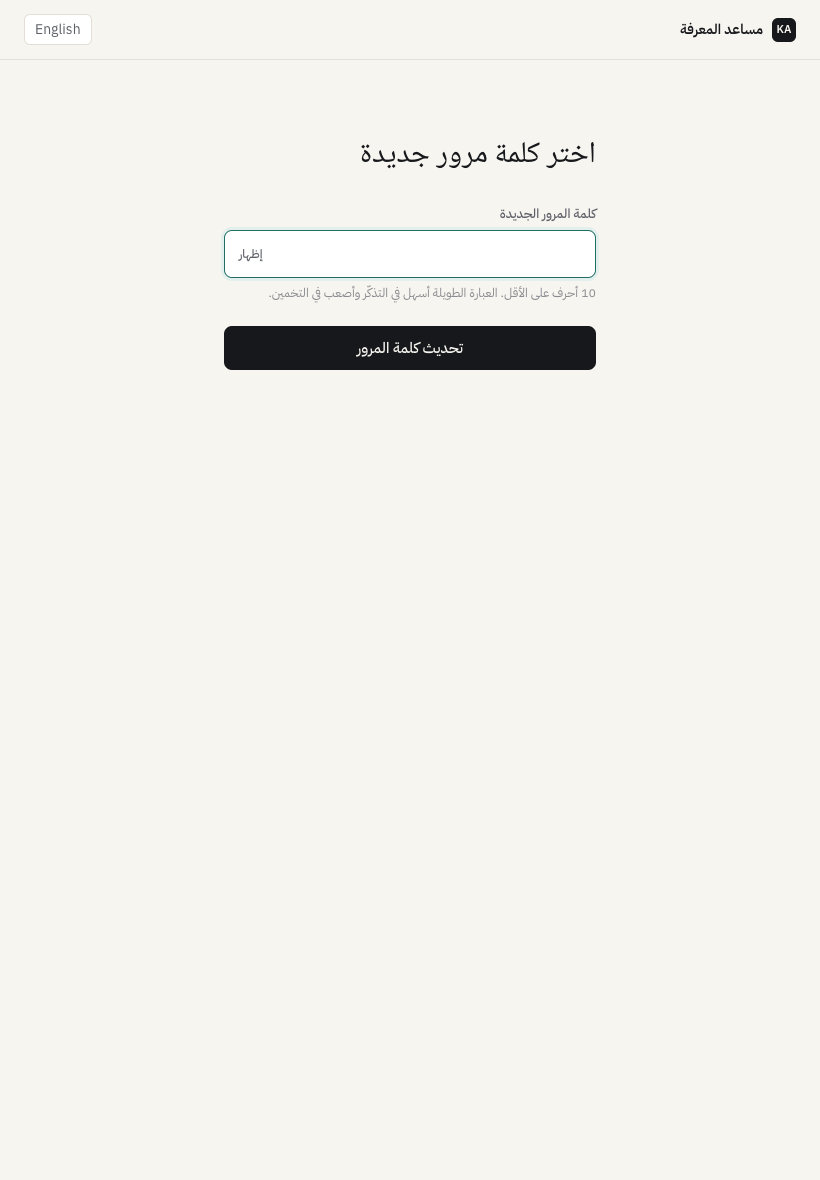 KA
مساعد المعرفة
English
اختر كلمة مرور جديدة
كلمة المرور الجديدة
إظهار
10 أحرف على الأقل. العبارة الطويلة أسهل في التذكّر وأصعب في التخمين.
تحديث كلمة المرور